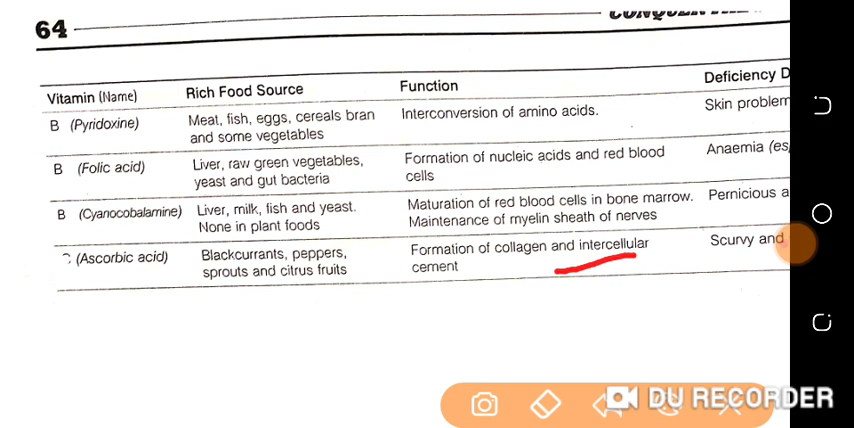 64
Vitamin (Name) Rich Food Source Function Deficiency D
B (Pyridoxine) Meat, fish, eggs, cereals bran Interconversion of amino acids. Skin problem
and some vegetables
B (Folic acid) Liver, raw green vegetables, Formation of nucleic acids and red blood Anaemia (es
yeast and gut bacteria cells
B (Cyanocobalamine) Liver, milk, fish and yeast. Maturation of red blood cells in bone marrow. Pernicious a
None in plant foods Maintenance of myelin sheath of nerves
(Ascorbic acid) Blackcurrants, peppers, Formation of collagen and intercellular Scurvy and
sprouts and citrus fruits cement
DU RECORDER